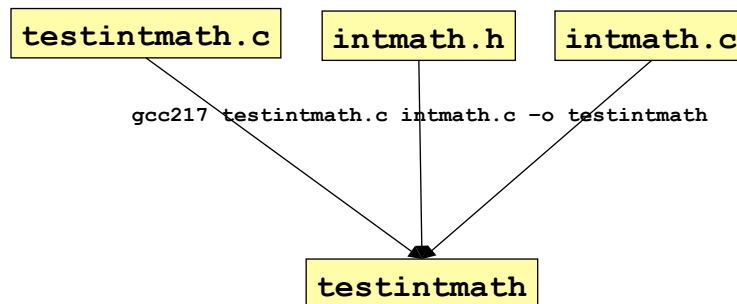 testintmath.c intmath.h intmath.c
gcc217 testintmath.c intmath.c –o testintmath
testintmath